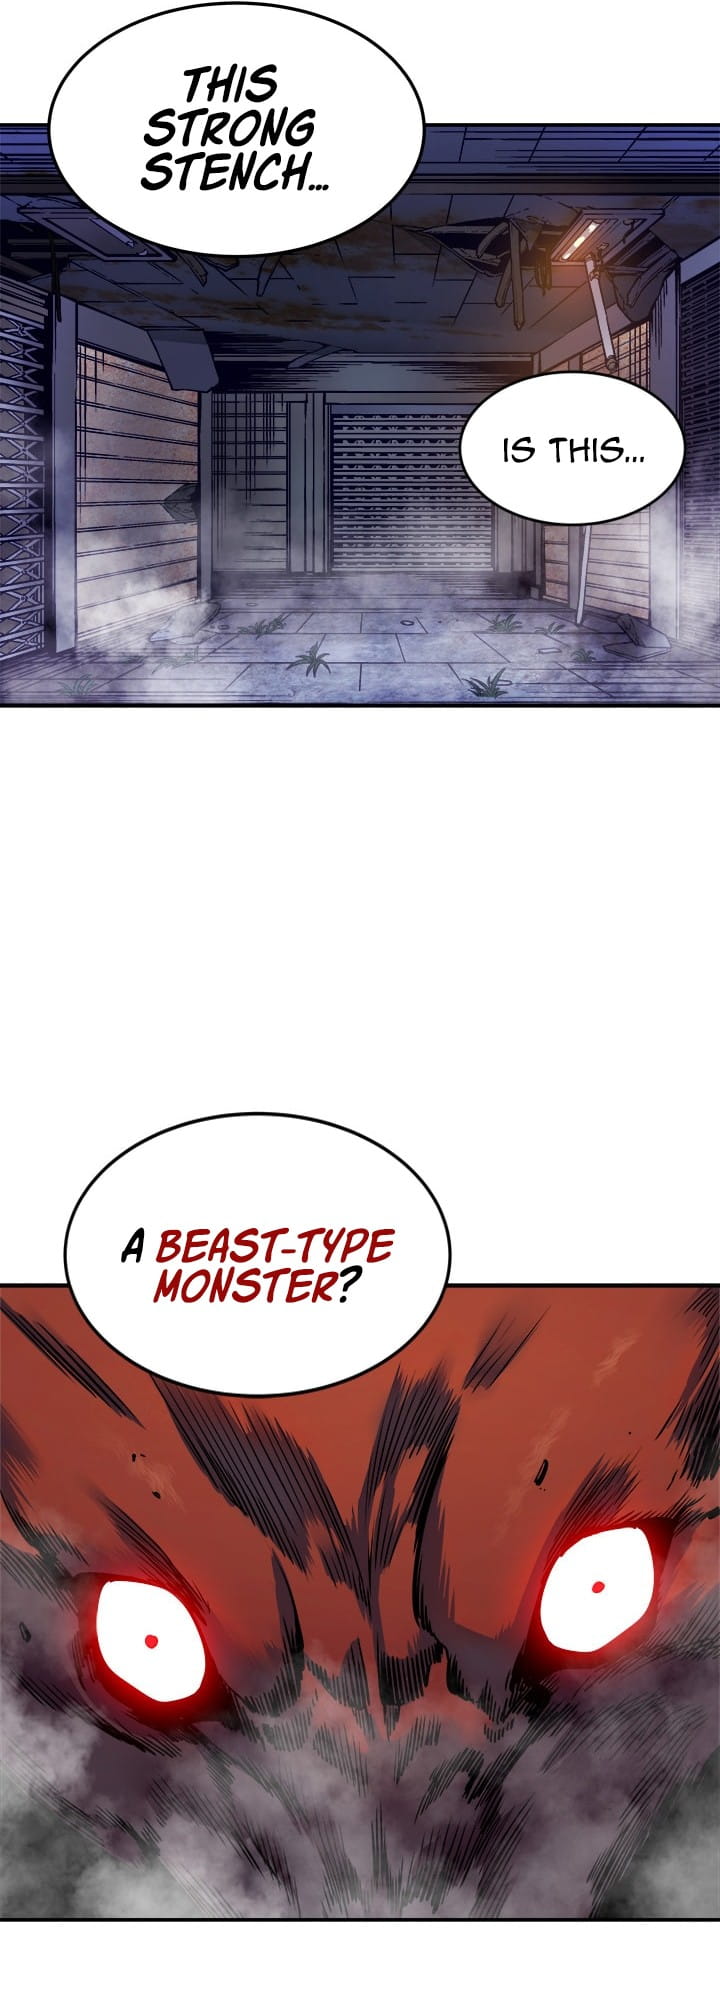 THIS
STRONG
STENCH...
IS THIS...
A BEAST-TYPE
MONSTER?